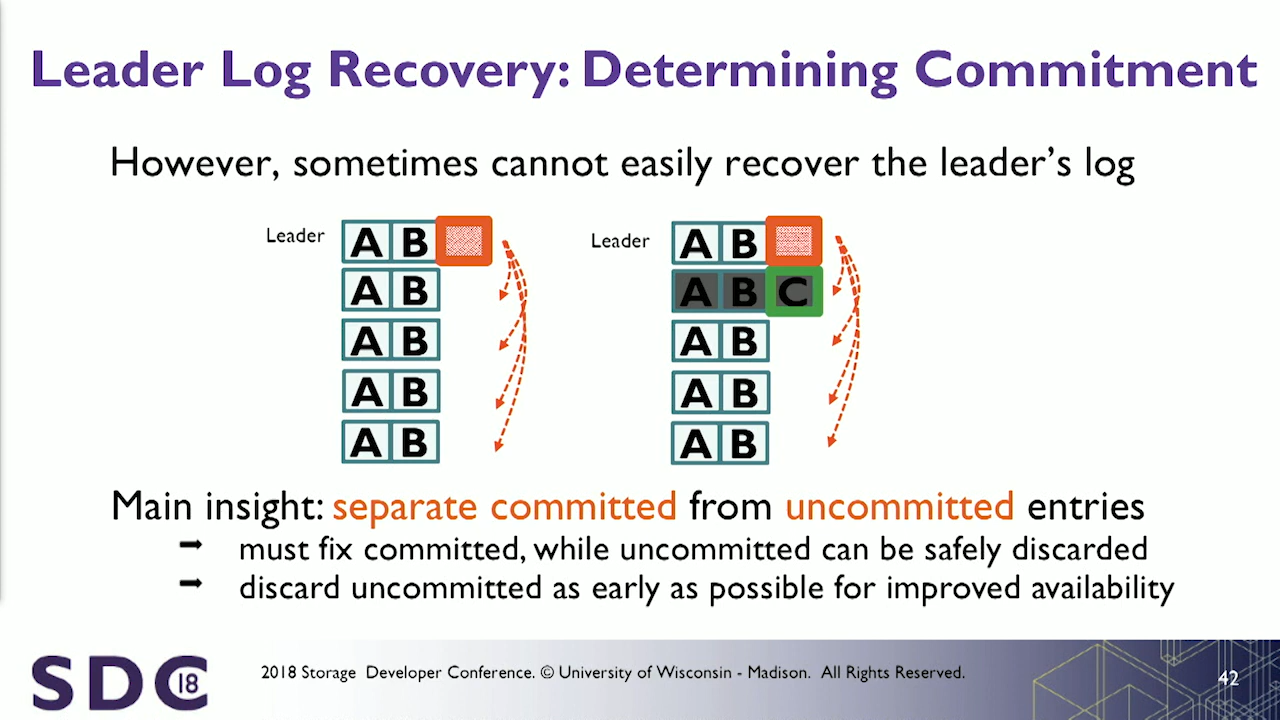 Leader Log Recovery: Determining Commitment
However, sometimes cannot easily recover the leader's log
Leader
A B
A B
A B
A B
A B
Leader
A B
A B C
A B
A B
A B
Main insight: separate committed from uncommitted entries
➞ must fix committed, while uncommitted can be safely discarded
➞ discard uncommitted as early as possible for improved availability
SDC 18
2018 Storage Developer Conference. © University of Wisconsin - Madison. All Rights Reserved.
42